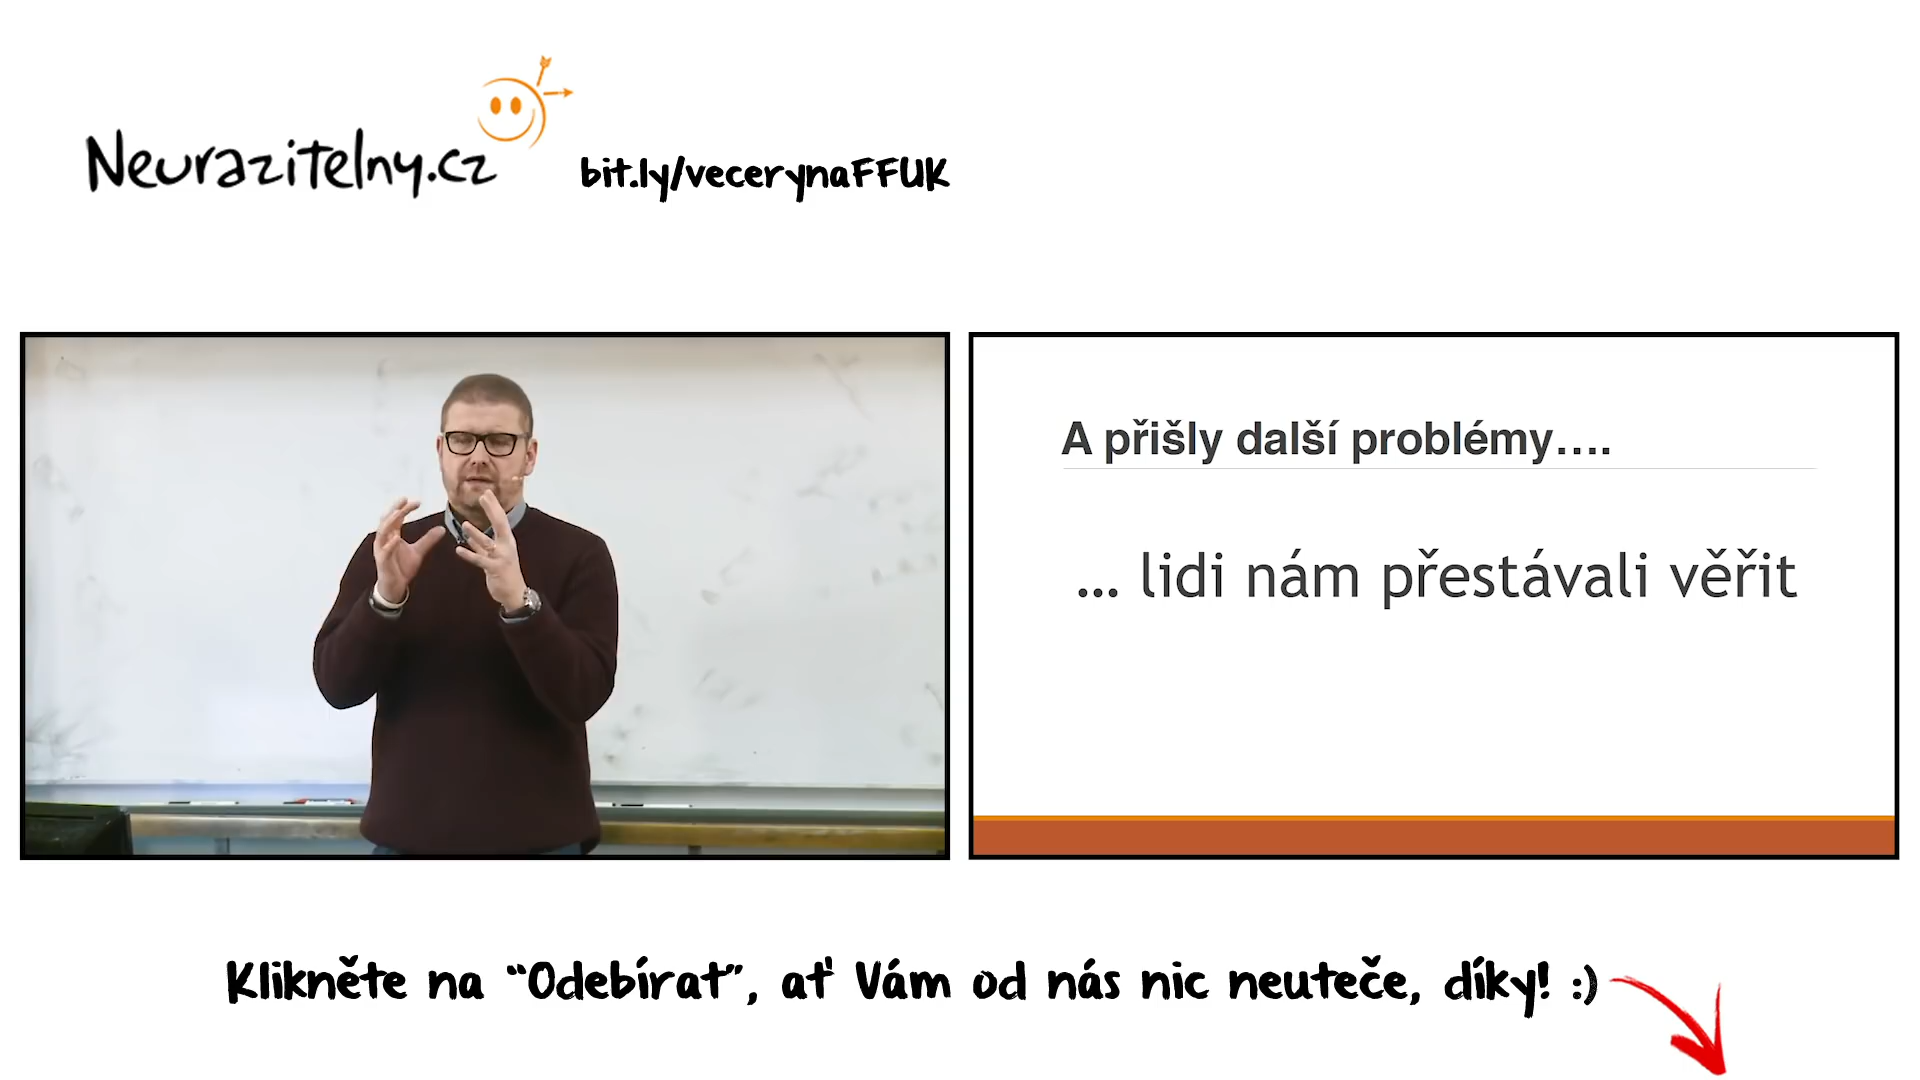 Neurazitelny.cz
bit.ly/vecerynaFFUK
A přišly další problémy....
... lidi nám přestávali věřit
Klikněte na “Odebírat”, ať Vám od nás nic neuteče, díky! :)